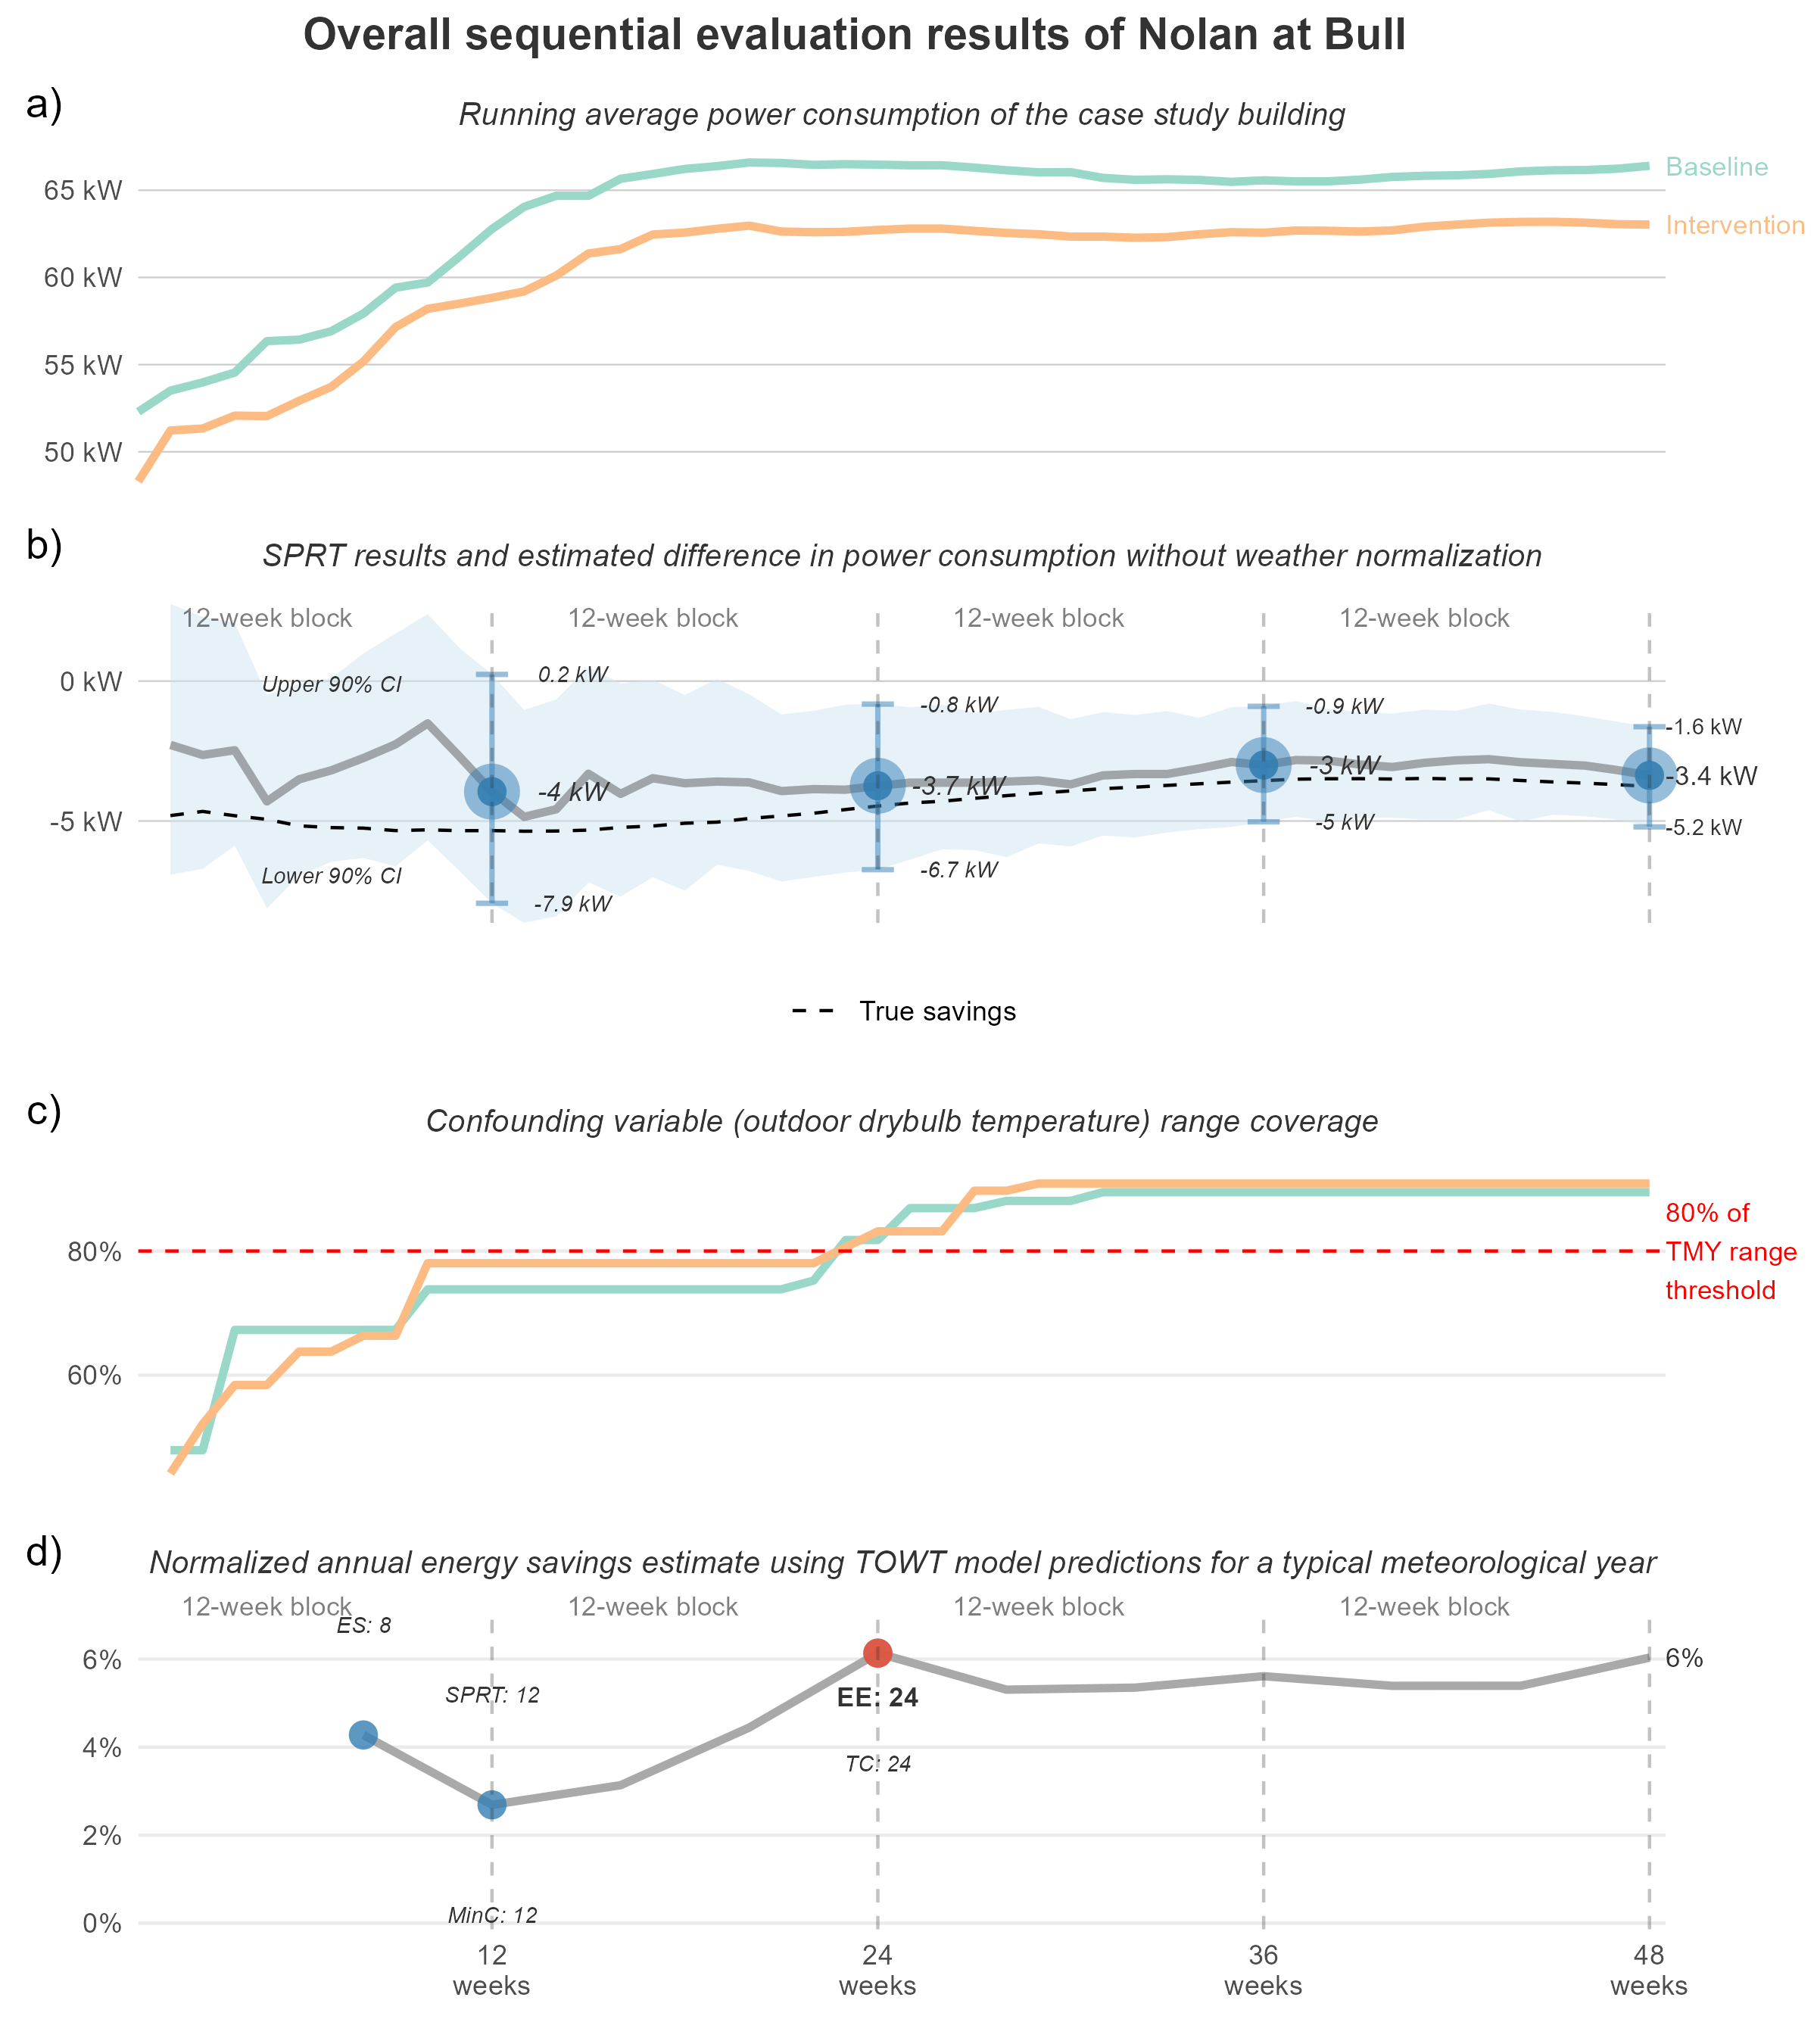 Overall sequential evaluation results of Nolan at Bull
a)
Running average power consumption of the case study building
65 kW
60 kW
55 kW
50 kW
Baseline
Intervention
b)
SPRT results and estimated difference in power consumption without weather normalization
12-week block
12-week block
12-week block
12-week block
0 kW
-5 kW
Upper 90% CI
Lower 90% CI
0.2 kW
-4 kW
-7.9 kW
-0.8 kW
-3.7 kW
-6.7 kW
-0.9 kW
-3 kW
-5 kW
-1.6 kW
-3.4 kW
-5.2 kW
True savings
c)
Confounding variable (outdoor drybulb temperature) range coverage
80%
60%
80% of
TMY range
threshold
d)
Normalized annual energy savings estimate using TOWT model predictions for a typical meteorological year
12-week block
12-week block
12-week block
12-week block
6%
4%
2%
0%
ES: 8
SPRT: 12
MinC: 12
EE: 24
TC: 24
6%
12
weeks
24
weeks
36
weeks
48
weeks